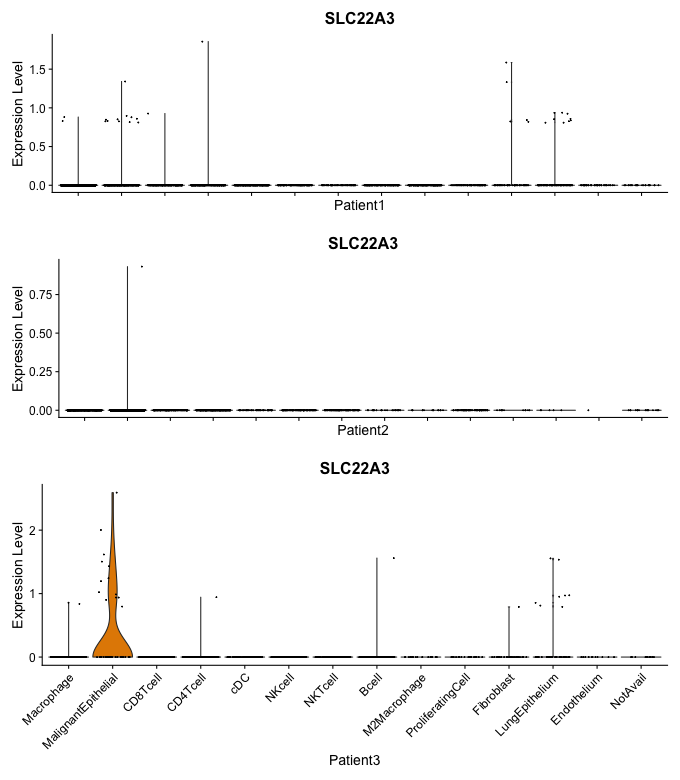 SLC22A3
Expression Level
1.5
1.0
0.5
0.0
Patient1
SLC22A3
Expression Level
0.75
0.50
0.25
0.00
Patient2
SLC22A3
Expression Level
2
1
0
Macrophage
MalignantEpithelial
CD8Tcell
CD4Tcell
cDC
NKcell
NKTcell
Bcell
M2Macrophage
ProliferatingCell
Fibroblast
LungEpithelium
Endothelium
NotAvail
Patient3